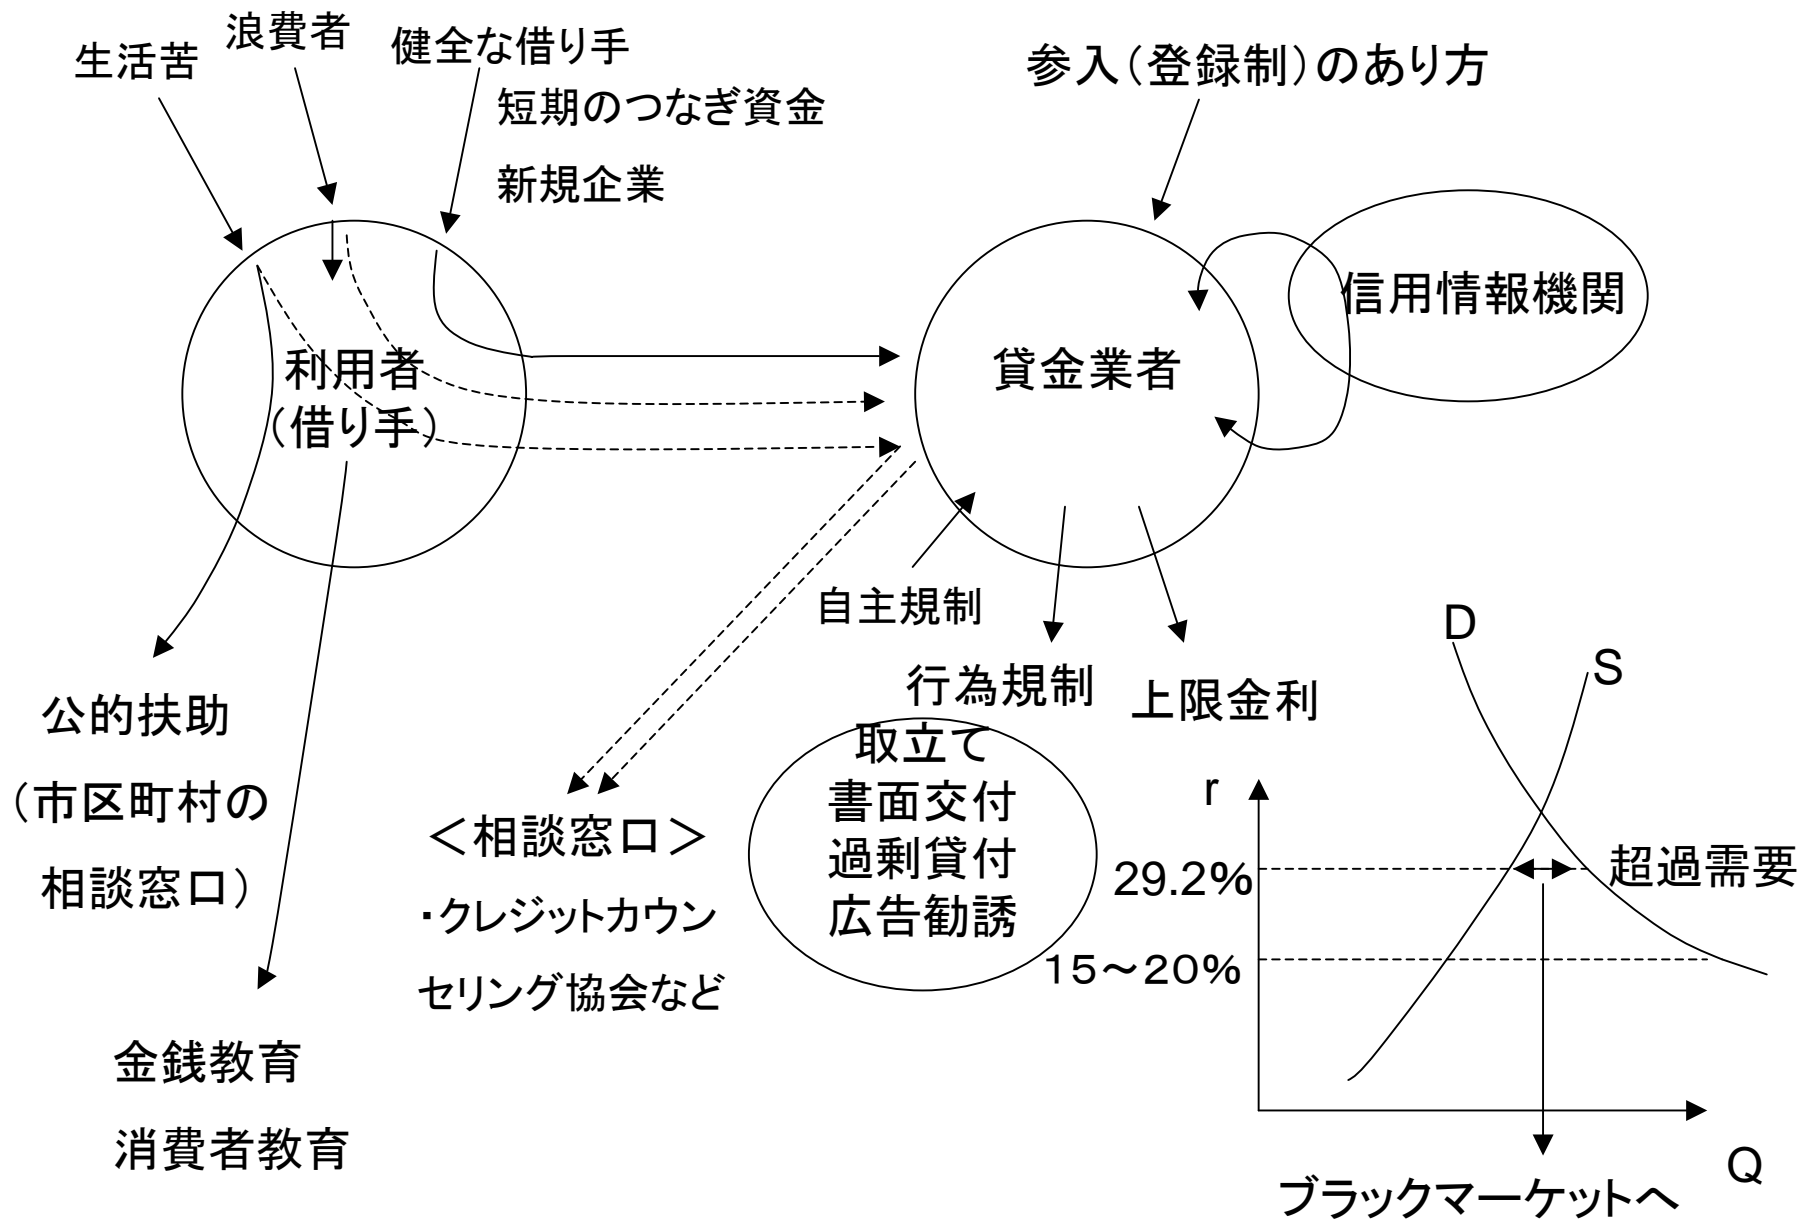 生活苦
浪費者
健全な借り手
短期のつなぎ資金
新規企業
参入(登録制)のあり方
利用者
(借り手)
貸金業者
信用情報機関
自主規制
行為規制
上限金利
取立て
書面交付
過剰貸付
広告勧誘
公的扶助
(市区町村の
相談窓口)
<相談窓口>
・クレジットカウン
セリング協会など
金銭教育
消費者教育
D
S
r
29.2%
超過需要
15～20%
Q
ブラックマーケットへ